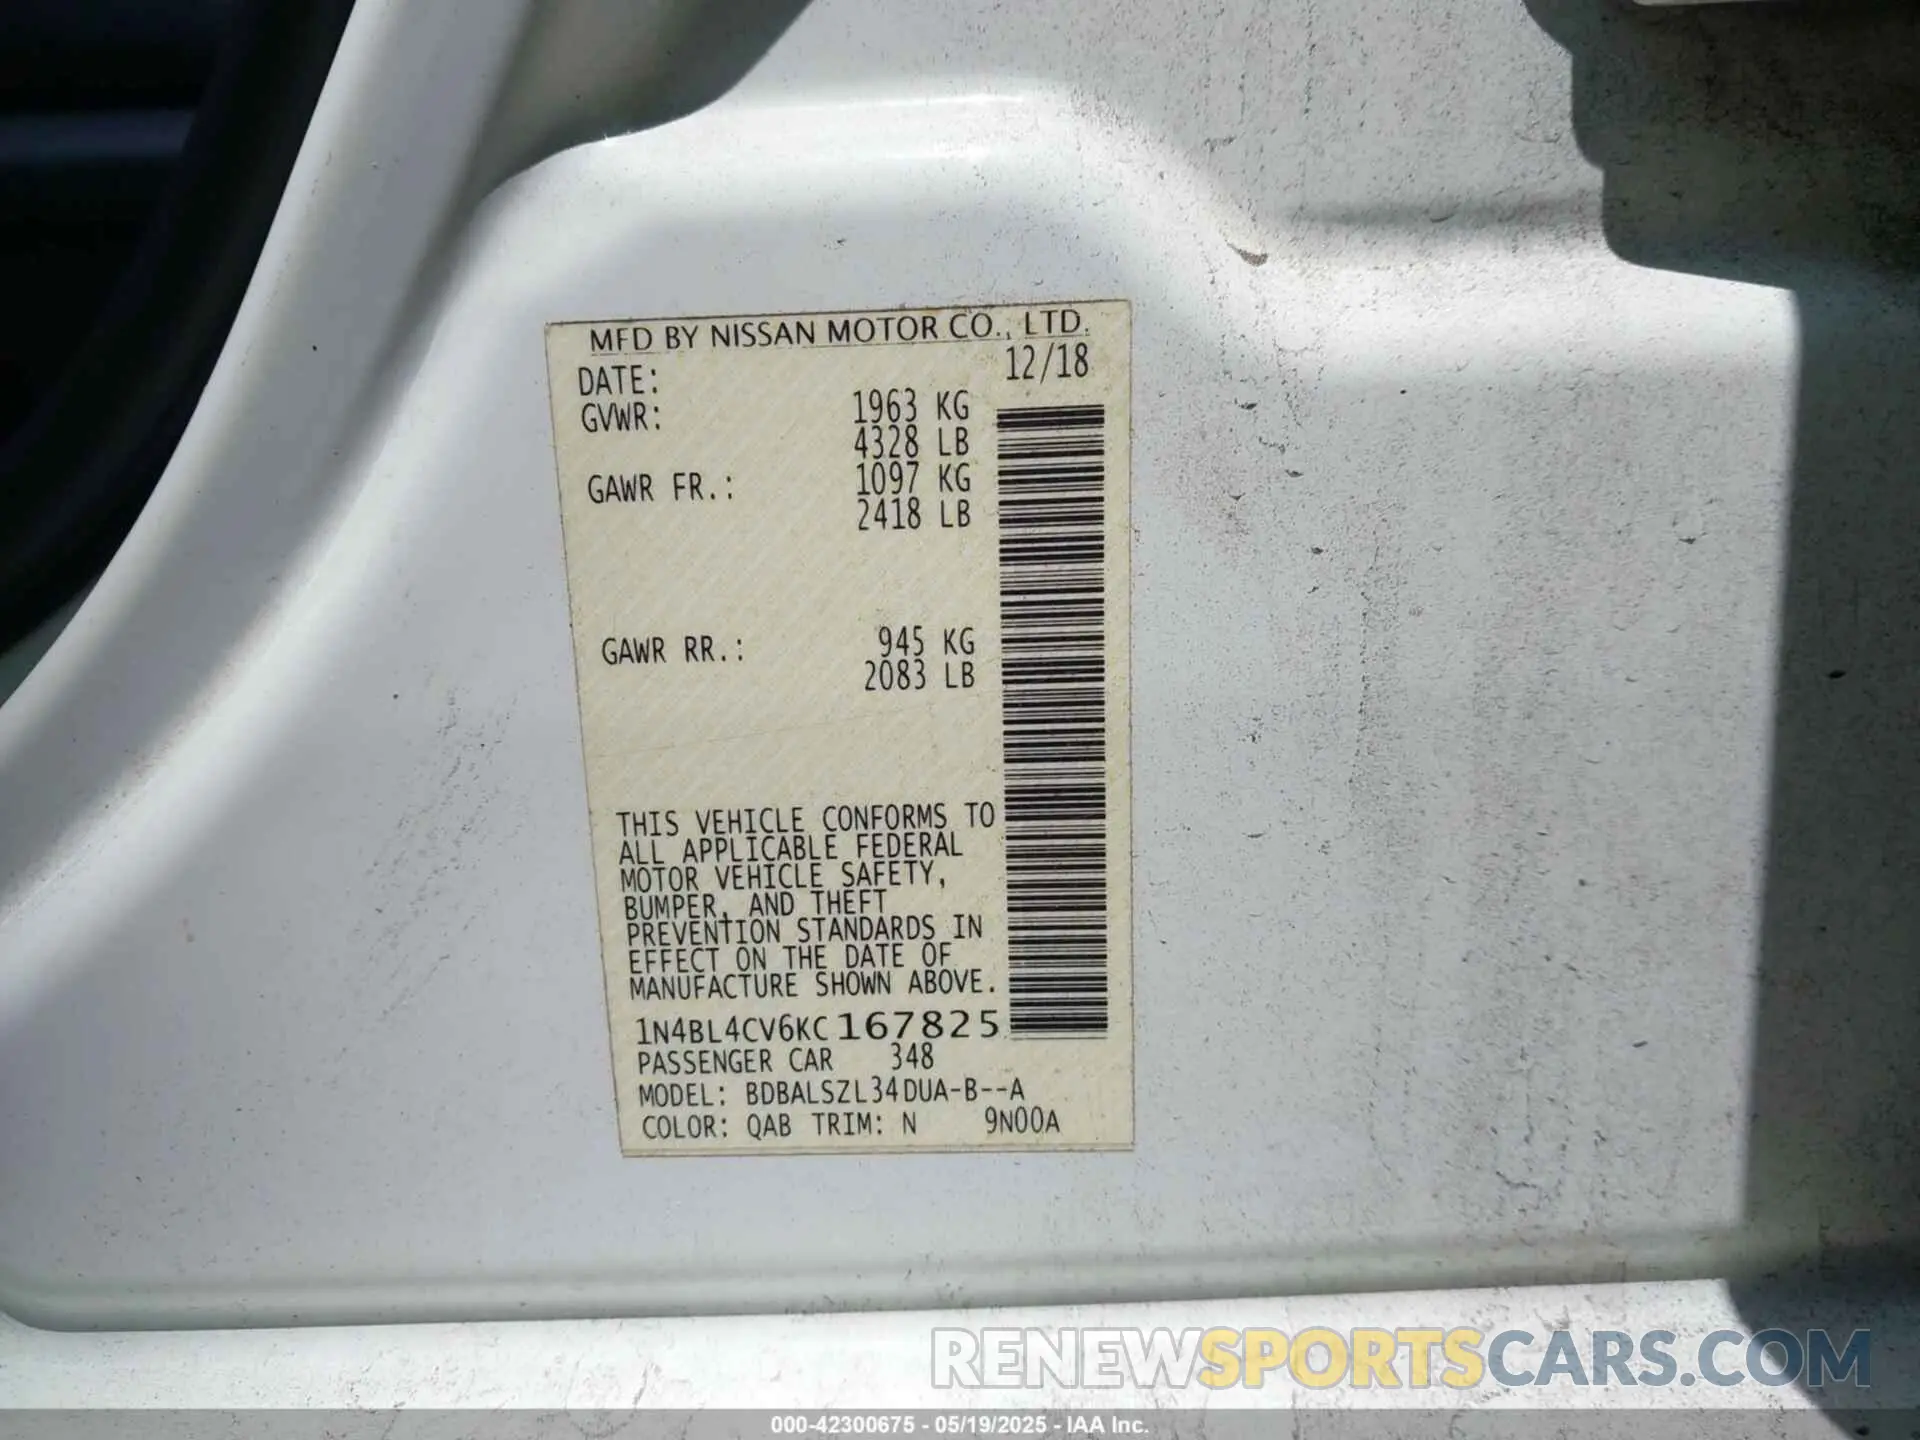 MFD BY NISSAN MOTOR CO., LTD.
DATE: 12/18
GVWR: 1963 KG
4328 LB
GAWR FR.: 1097 KG
2418 LB
GAWR RR.: 945 KG
2083 LB
THIS VEHICLE CONFORMS TO
ALL APPLICABLE FEDERAL
MOTOR VEHICLE SAFETY,
BUMPER, AND THEFT
PREVENTION STANDARDS IN
EFFECT ON THE DATE OF
MANUFACTURE SHOWN ABOVE.
1N4BL4CV6KC167825
PASSENGER CAR 348
MODEL: BDBALSZL34DUA-B--A
COLOR: QAB TRIM: N 9N00A
RENEWSPORTSCARS.COM
000-42300675 - 05/19/2025 - IAA Inc.